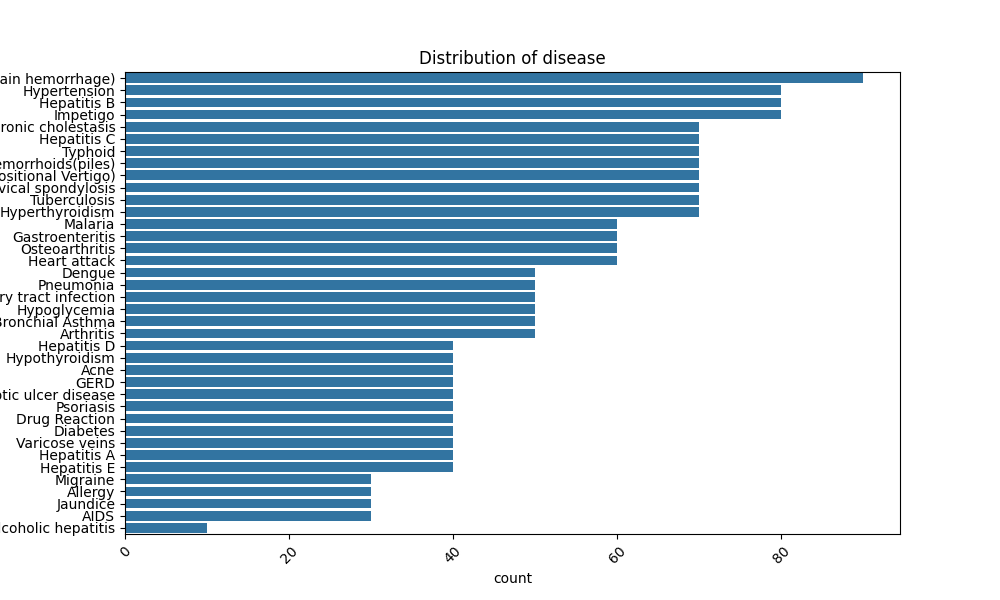 Distribution of disease
ain hemorrhage)
Hypertension
Hepatitis B
Impetigo
ronic cholestasis
Hepatitis C
Typhoid
emorrhoids(piles)
ositional Vertigo)
vical spondylosis
Tuberculosis
Hyperthyroidism
Malaria
Gastroenteritis
Osteoarthritis
Heart attack
Dengue
Pneumonia
ry tract infection
Hypoglycemia
Bronchial Asthma
Arthritis
Hepatitis D
Hypothyroidism
Acne
GERD
tic ulcer disease
Psoriasis
Drug Reaction
Diabetes
Varicose veins
Hepatitis A
Hepatitis E
Migraine
Allergy
Jaundice
AIDS
lcoholic hepatitis
0 20 40 60 80
count